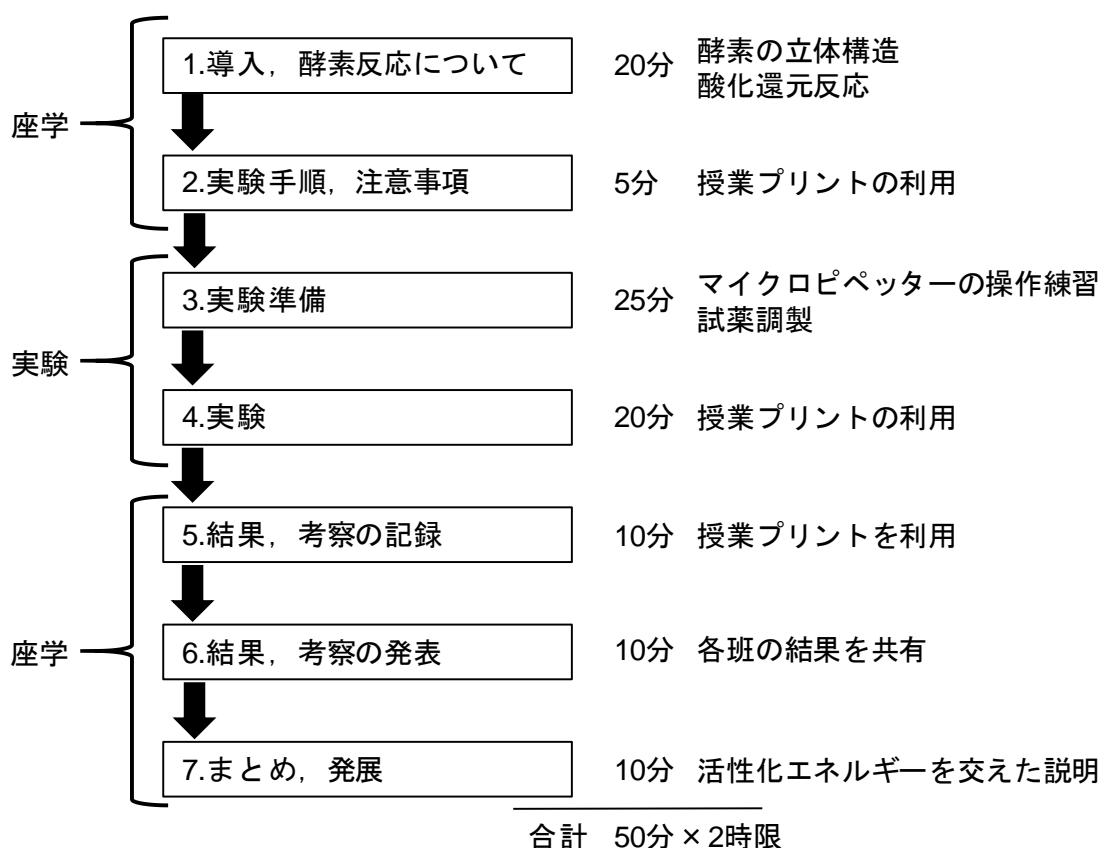 座学
1.導入，酵素反応について
20分
酵素の立体構造
酸化還元反応
2.実験手順，注意事項
5分
授業プリントの利用
実験
3.実験準備
25分
マイクロピペッターの操作練習
試薬調製
4.実験
20分
授業プリントの利用
座学
5.結果，考察の記録
10分
授業プリントを利用
6.結果，考察の発表
10分
各班の結果を共有
7.まとめ，発展
10分
活性化エネルギーを交えた説明
合計 50分×2時限